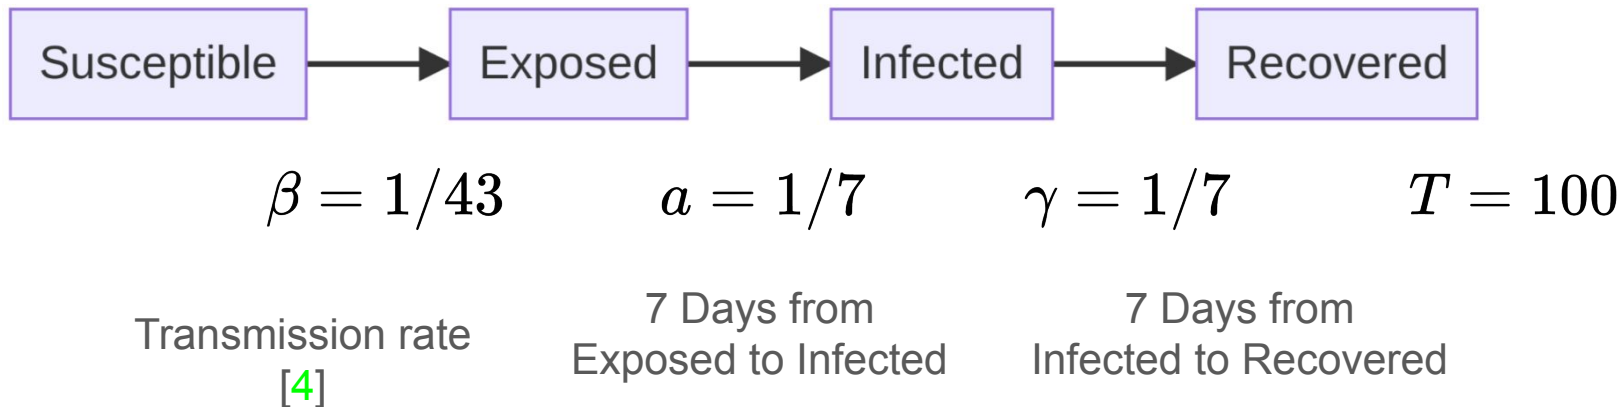 Susceptible
Exposed
Infected
Recovered
β = 1/43
a = 1/7
γ = 1/7
T = 100
Transmission rate
[4]
7 Days from
Exposed to Infected
7 Days from
Infected to Recovered